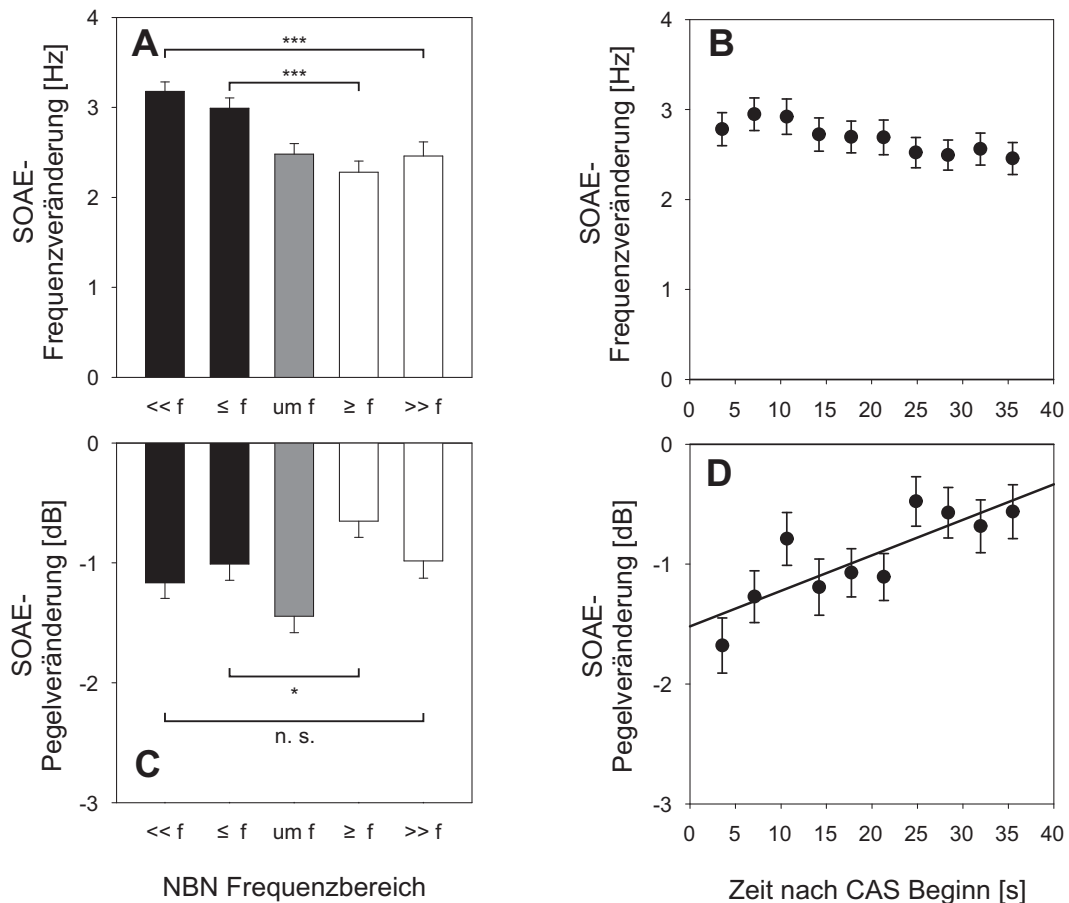 A
SOAE-
Frequenzveränderung [Hz]
4
3
2
1
0
***
***
<< f ≤ f um f ≥ f >> f
B
SOAE-
Frequenzveränderung [Hz]
4
3
2
1
0
0 5 10 15 20 25 30 35 40
C
SOAE-
Pegelveränderung [dB]
0
-1
-2
-3
*
n. s.
<< f ≤ f um f ≥ f >> f
NBN Frequenzbereich
D
SOAE-
Pegelveränderung [dB]
0
-1
-2
-3
0 5 10 15 20 25 30 35 40
Zeit nach CAS Beginn [s]